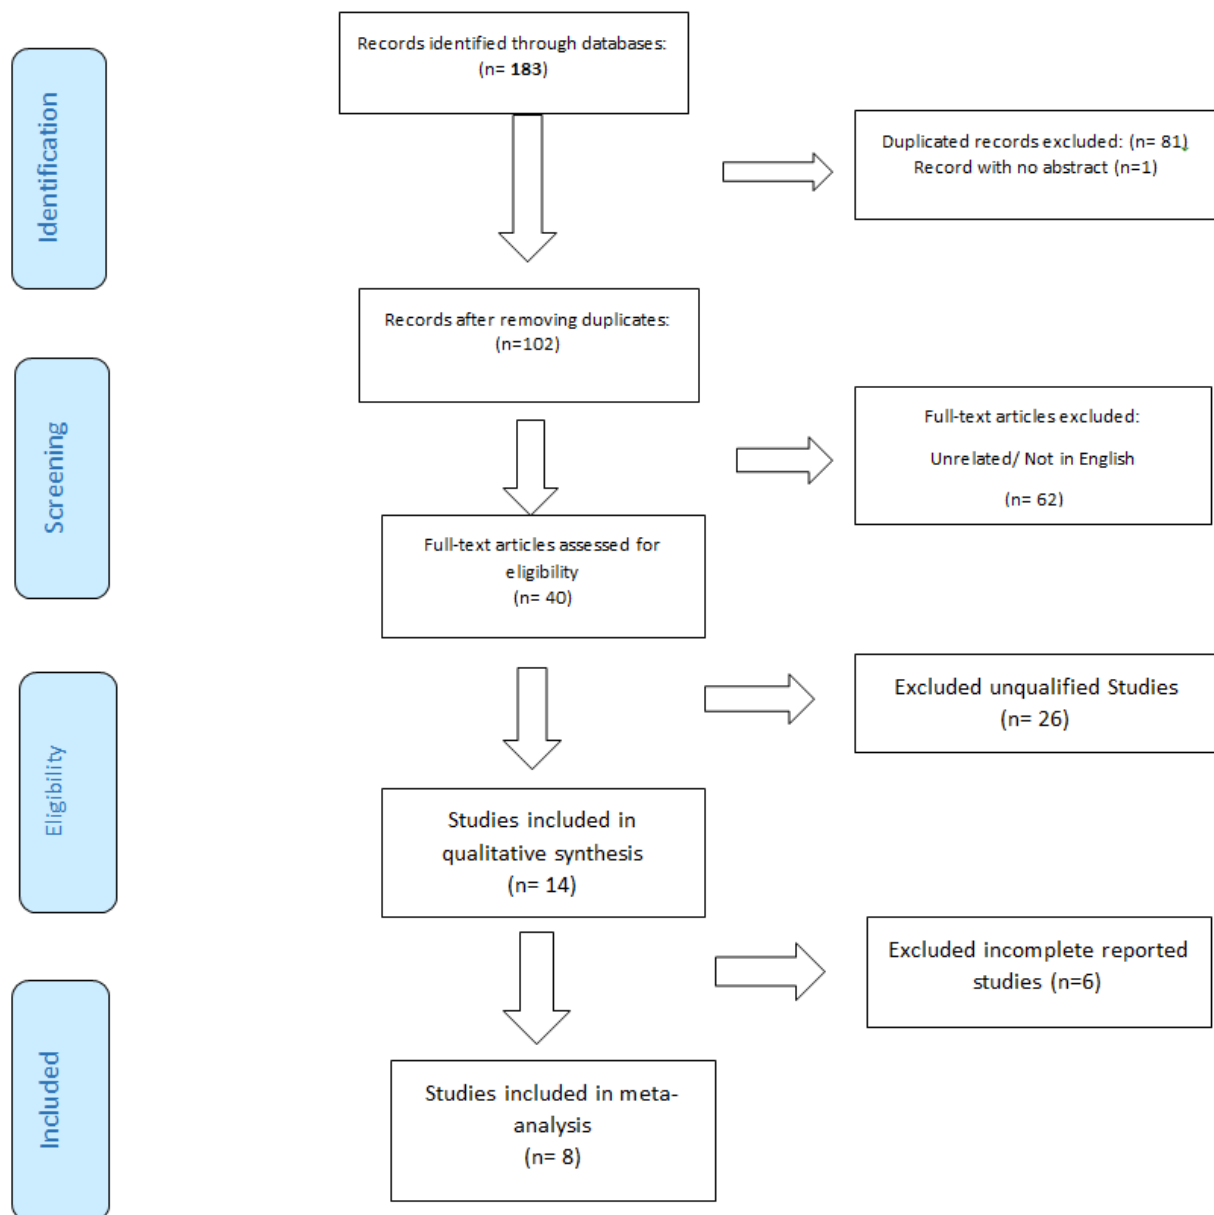 Records identified through databases:
(n= 183)
Identification
Duplicated records excluded: (n= 81)
Record with no abstract (n=1)
Records after removing duplicates:
(n=102)
Screening
Full-text articles excluded:
Unrelated/ Not in English
(n= 62)
Full-text articles assessed for
eligibility
(n= 40)
Eligibility
Excluded unqualified Studies
(n= 26)
Studies included in
qualitative synthesis
(n= 14)
Excluded incomplete reported
studies (n=6)
Included
Studies included in meta-
analysis
(n= 8)